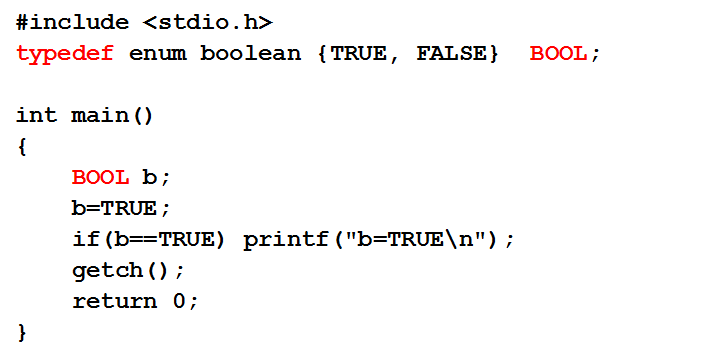 #include <stdio.h>
typedef enum boolean {TRUE, FALSE}  BOOL;

int main()
{
    BOOL b;
    b=TRUE;
    if(b==TRUE) printf("b=TRUE\n");
    getch();
    return 0;
}